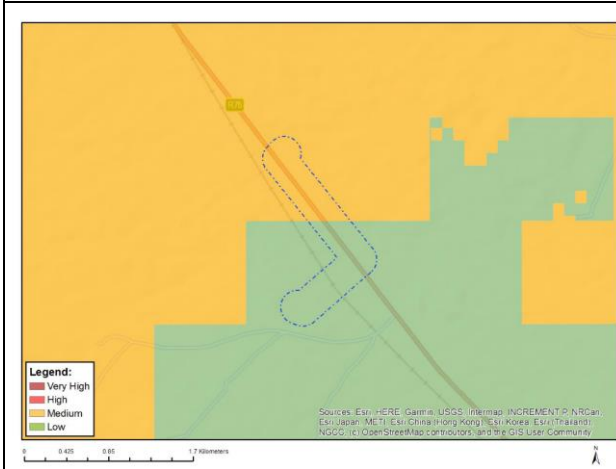 R75
Legend:
Very High
High
Medium
Low
Sources: Esri, HERE, Garmin, USGS, Intermap, INCREMENT P, NRCan,
Esri Japan, METI, Esri China (Hong Kong), Esri Korea, Esri (Thailand),
NGCC, (c) OpenStreetMap contributors, and the GIS User Community
0 0.425 0.85 1.7 Kilometers
N